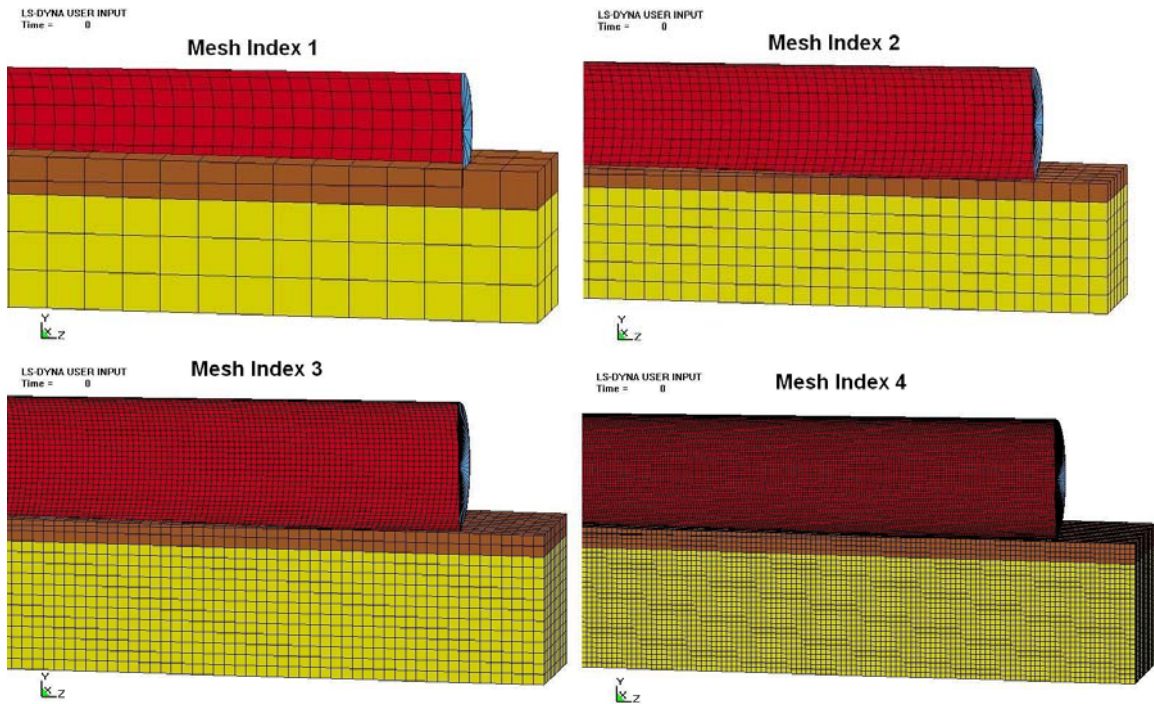 LS-DYNA USER INPUT
Time = 0
Mesh Index 1
Y
X Z
LS-DYNA USER INPUT
Time = 0
Mesh Index 2
Y
X Z
LS-DYNA USER INPUT
Time = 0
Mesh Index 3
Y
X Z
LS-DYNA USER INPUT
Time = 0
Mesh Index 4
Y
X Z